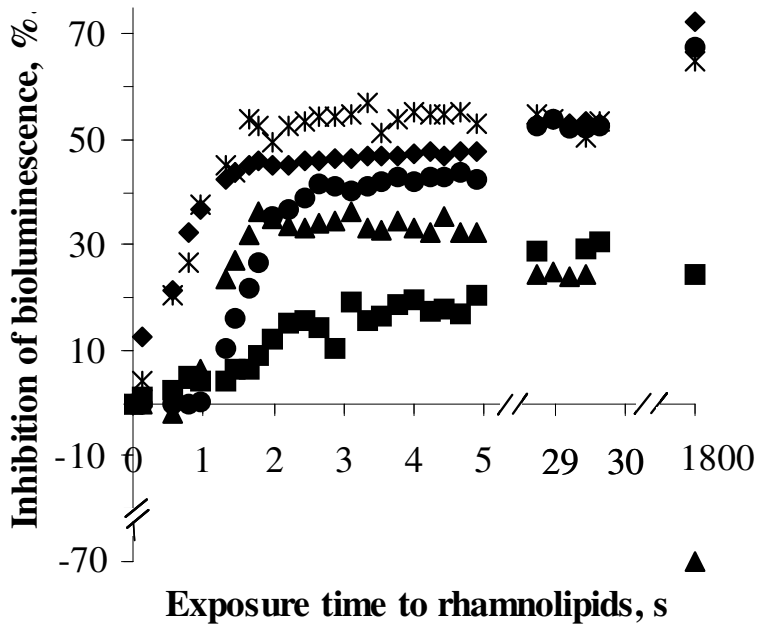 Inhibition of bioluminescence, %.
70
50
30
10
-10
-70
0 1 2 3 4 5 29 30 1800
Exposure time to rhamnolipids, s